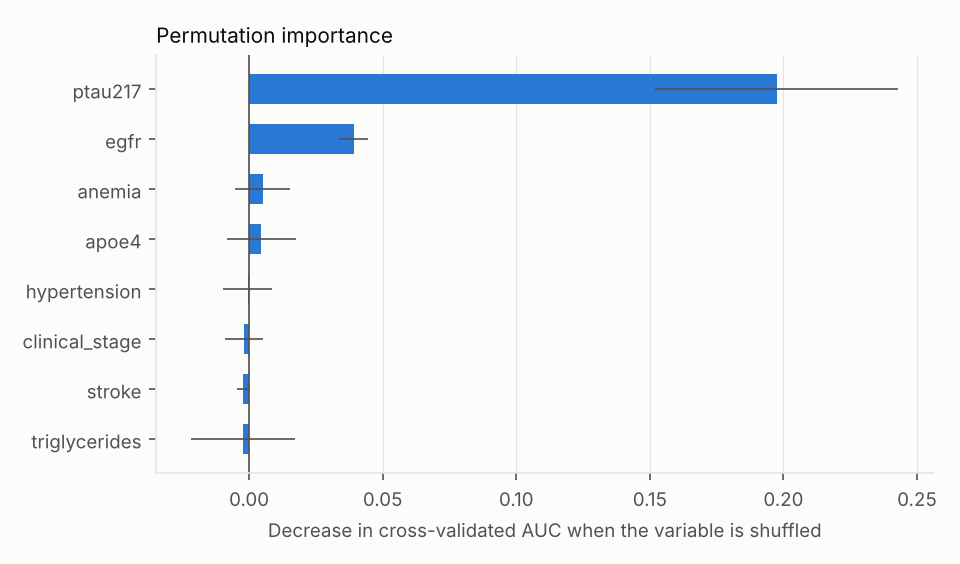 Permutation importance
ptau217
egfr
anemia
apoe4
hypertension
clinical_stage
stroke
triglycerides
0.00 0.05 0.10 0.15 0.20 0.25
Decrease in cross-validated AUC when the variable is shuffled